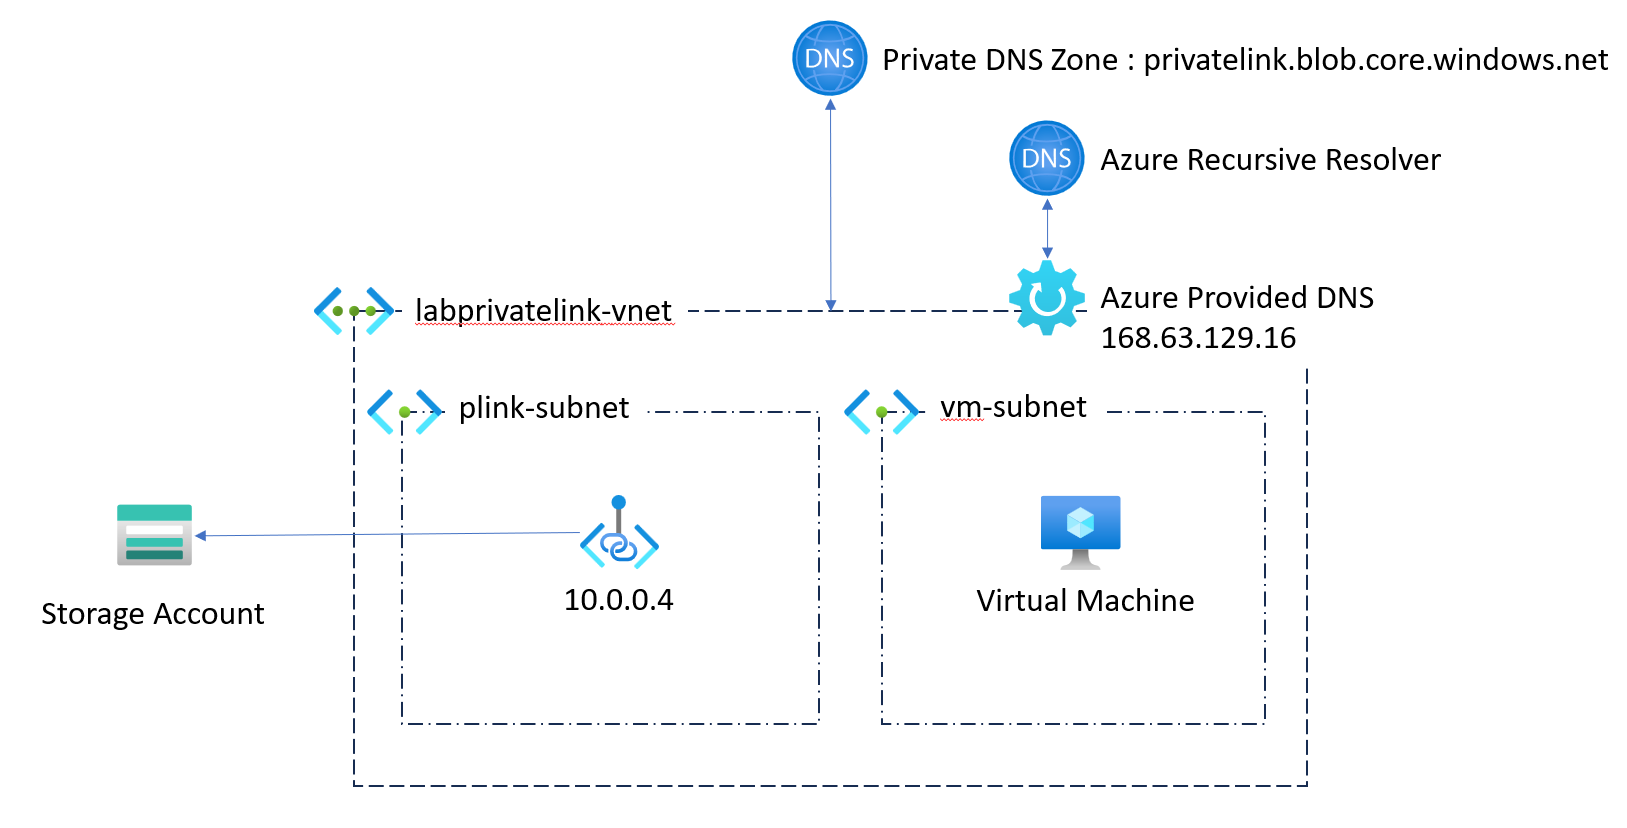 DNS
Private DNS Zone : privatelink.blob.core.windows.net
DNS
Azure Recursive Resolver
labprivatelink-vnet
Azure Provided DNS
168.63.129.16
plink-subnet
vm-subnet
Storage Account
10.0.0.4
Virtual Machine